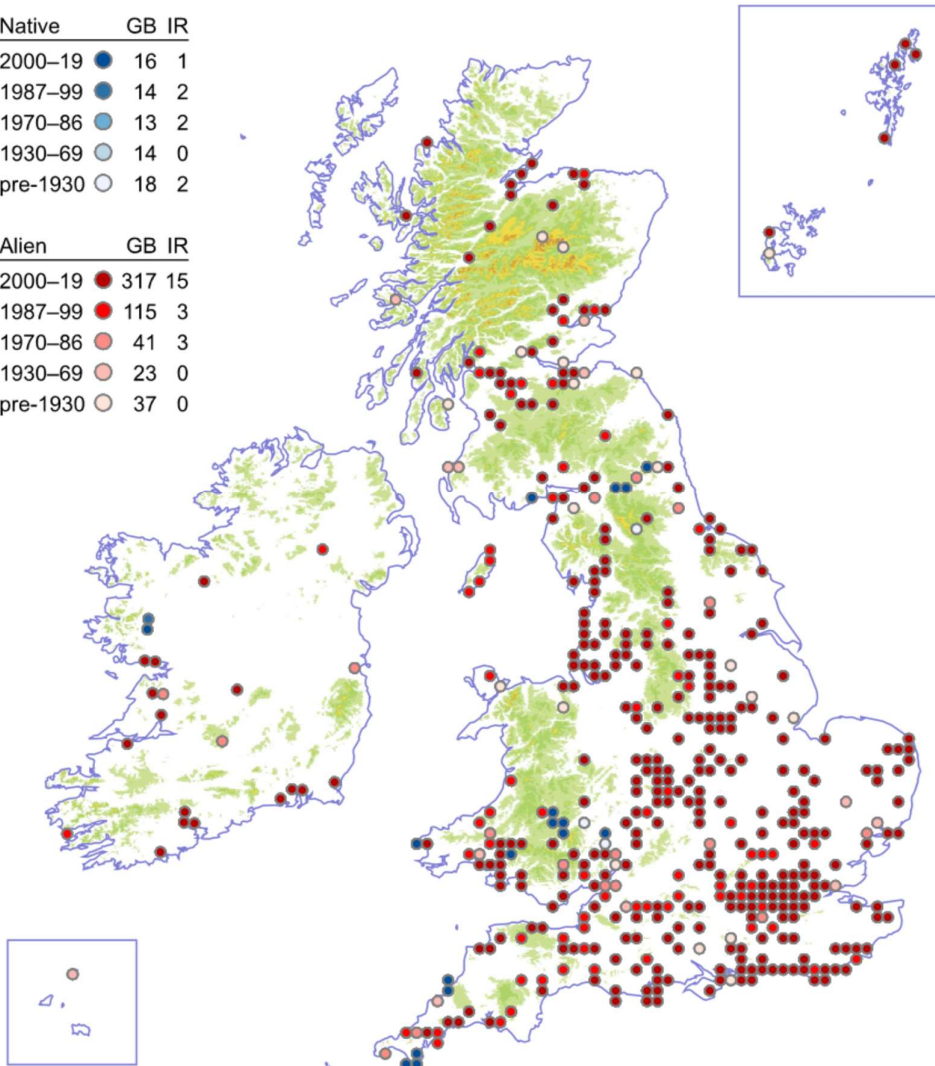 Native GB IR
2000–19 16 1
1987–99 14 2
1970–86 13 2
1930–69 14 0
pre-1930 18 2
Alien GB IR
2000–19 317 15
1987–99 115 3
1970–86 41 3
1930–69 23 0
pre-1930 37 0